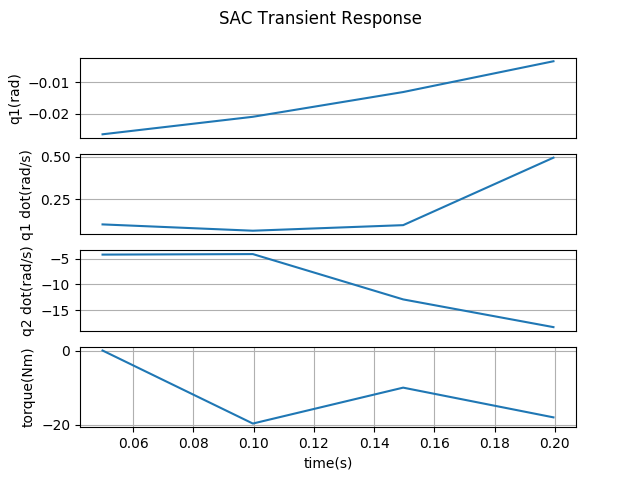 SAC Transient Response
q1(rad)
−0.01
−0.02
q1 dot(rad/s)
0.50
0.25
q2 dot(rad/s)
−5
−10
−15
torque(Nm)
0
−20
0.06 0.08 0.10 0.12 0.14 0.16 0.18 0.20
time(s)